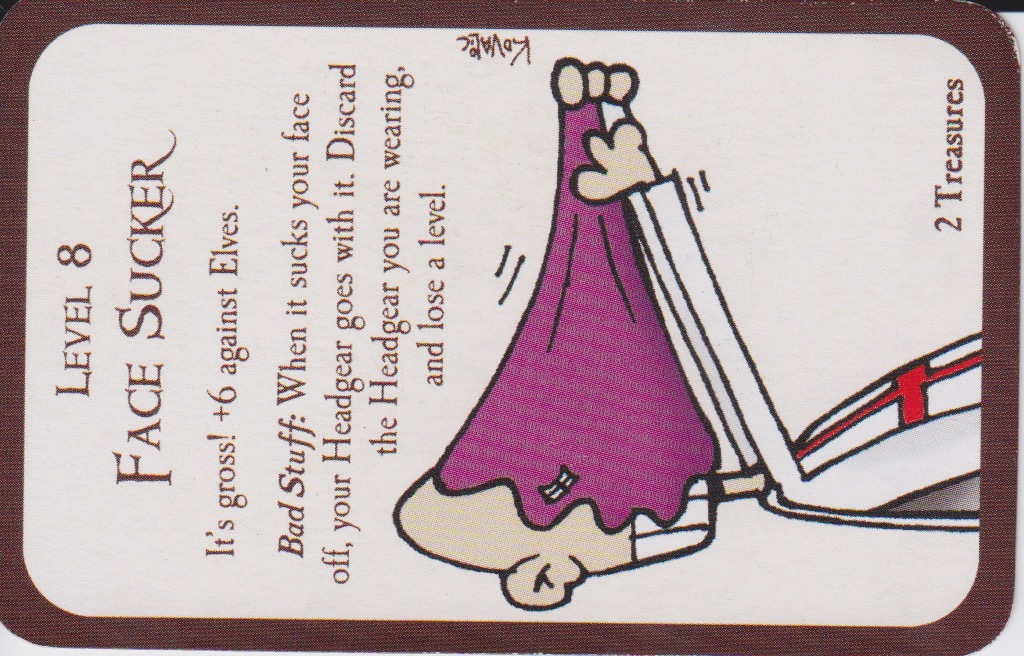 LEVEL 8
FACE SUCKER
It's gross! +6 against Elves.
Bad Stuff: When it sucks your face
off, your Headgear goes with it. Discard
the Headgear you are wearing,
and lose a level.
KOVALIC
2 Treasures